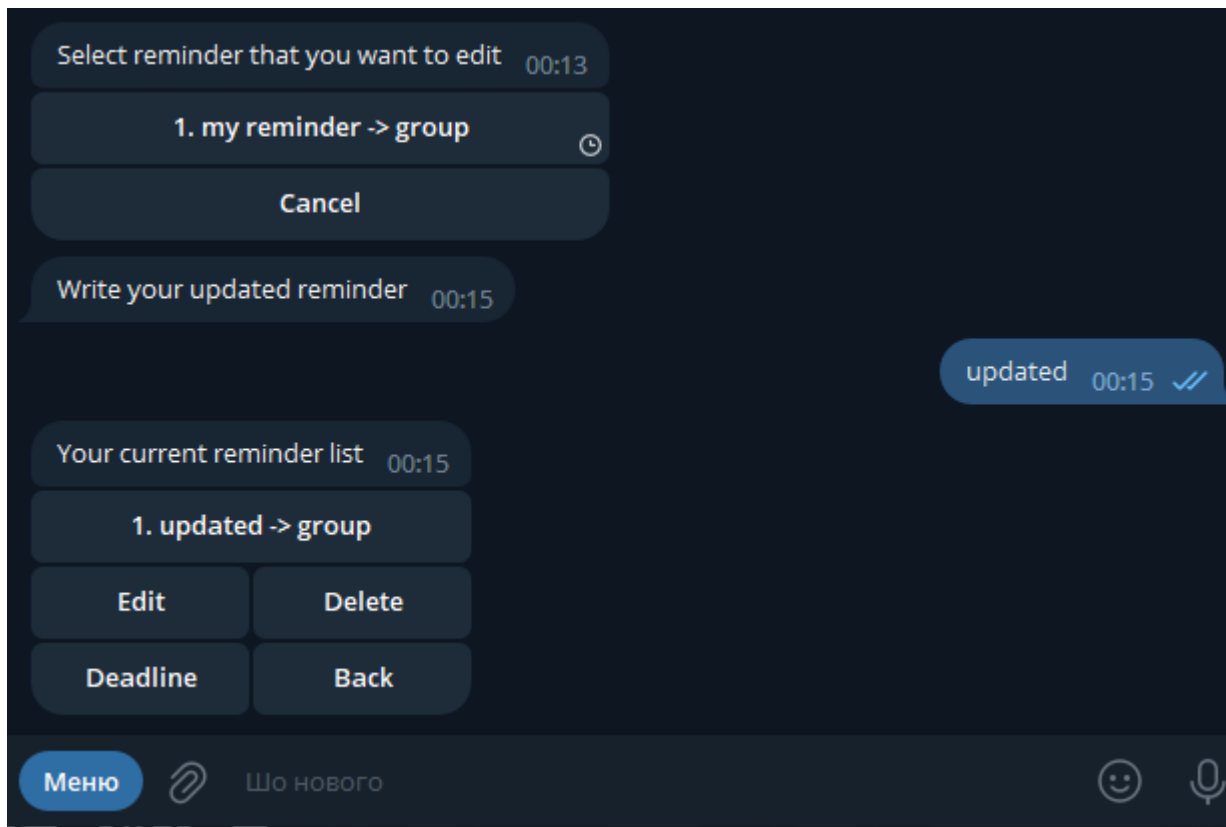 Select reminder that you want to edit 00:13
1. my reminder -> group
Cancel
Write your updated reminder 00:15
updated 00:15
Your current reminder list 00:15
1. updated -> group
Edit Delete
Deadline Back
Меню Шо нового